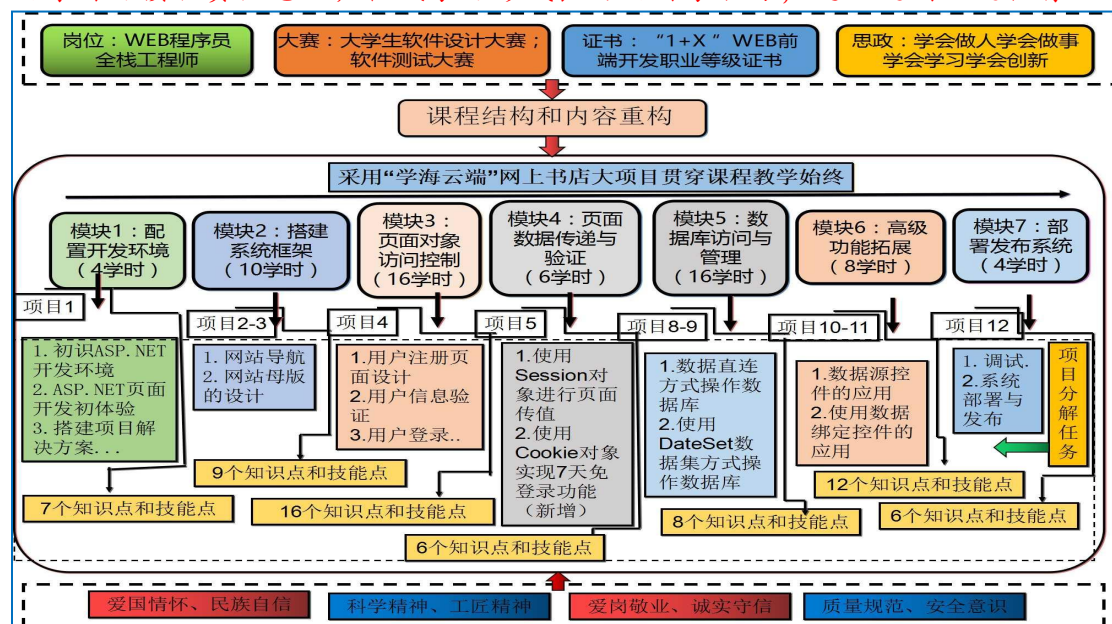 岗位：WEB程序员
全栈工程师
大赛：大学生软件设计大赛；
软件测试大赛
证书：“1+X ”WEB前
端开发职业等级证书
思政：学会做人学会做事
学会学习学会创新
课程结构和内容重构
采用“学海云端”网上书店大项目贯穿课程教学始终
模块1：配
置开发环境
（4学时）
模块2：搭建
系统框架
（10学时）
模块3：
页面对象
访问控制
（16学时）
模块4：页面
数据传递与
验证
（6学时）
模块5：数
据库访问与
管理
（16学时）
模块6：高级
功能拓展
（8学时）
模块7：部
署发布系统
（4学时）
项目1
项目2-3
项目4
项目5
项目8-9
项目10-11
项目12
1. 初识ASP.NET
开发环境
2. ASP.NET页面
开发初体验
3. 搭建项目解
决方案...
1. 网站导航
2. 网站母版
的设计
1.用户注册页
面设计
2.用户信息验
证
3.用户登录..
1.使用
Session对
象进行页面
传值
2.使用
Cookie对象
实现7天免
登录功能
（新增）
1.数据直连
方式操作数
据库
2.使用
DateSet数
据集方式操
作数据库
1.数据源控
件的应用
2.使用数据
绑定控件的
应用
1.调试.
2.系统
部署与
发布
项目分解任务
7个知识点和技能点
9个知识点和技能点
16个知识点和技能点
6个知识点和技能点
8个知识点和技能点
12个知识点和技能点
6个知识点和技能点
爱国情怀、民族自信
科学精神、工匠精神
爱岗敬业、诚实守信
质量规范、安全意识